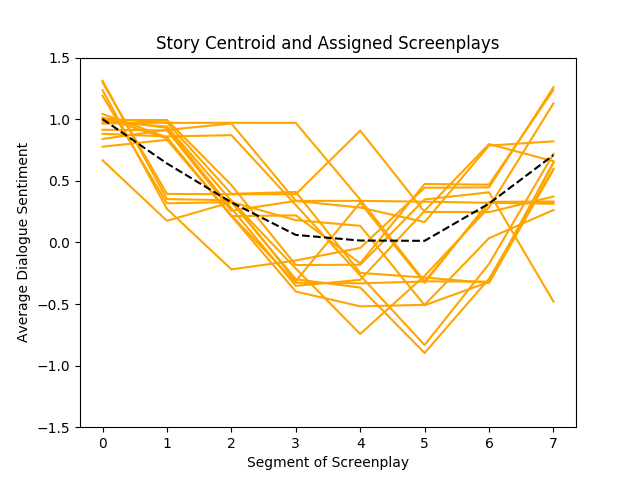 Story Centroid and Assigned Screenplays
1.5
1.0
0.5
0.0
−0.5
−1.0
−1.5
Average Dialogue Sentiment
0 1 2 3 4 5 6 7
Segment of Screenplay